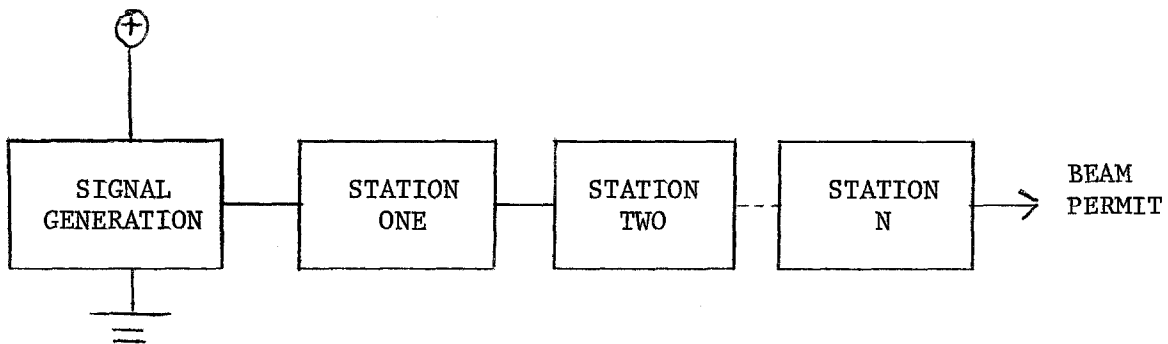 +
SIGNAL
GENERATION
STATION
ONE
STATION
TWO
STATION
N
BEAM
PERMIT